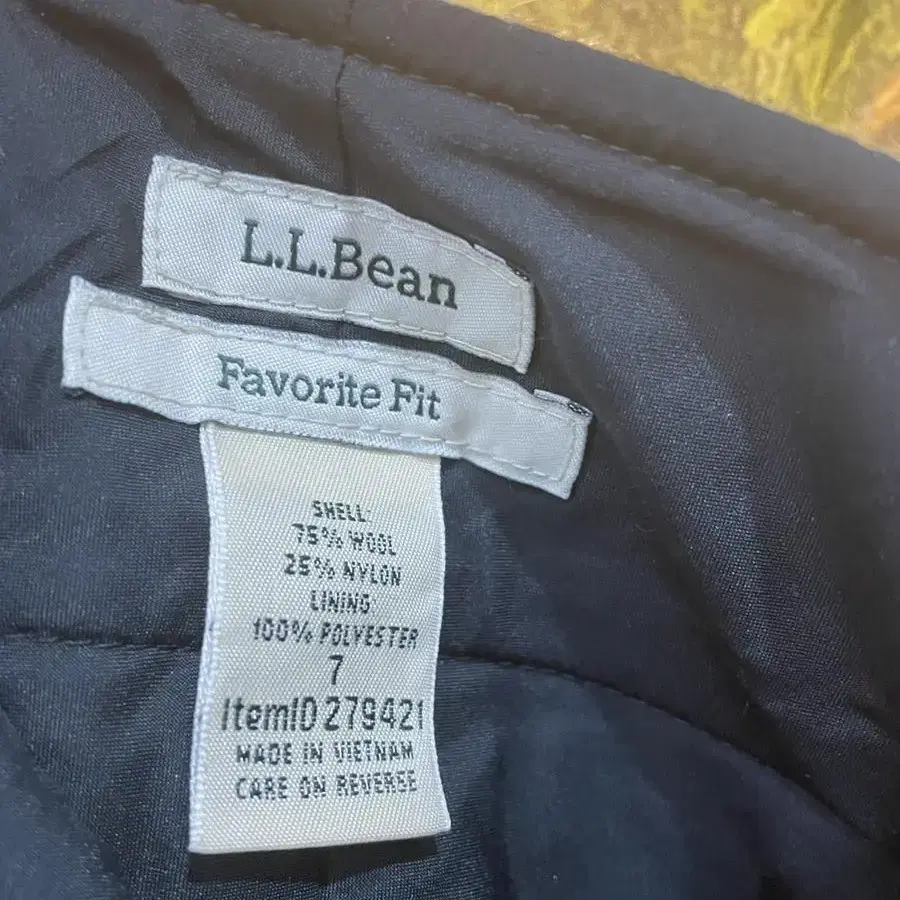 L.L.Bean
Favorite Fit
SHELL:
75% WOOL
25% NYLON
LINING
100% POLYESTER
7
ItemID 279421
MADE IN VIETNAM
CARE ON REVERSE